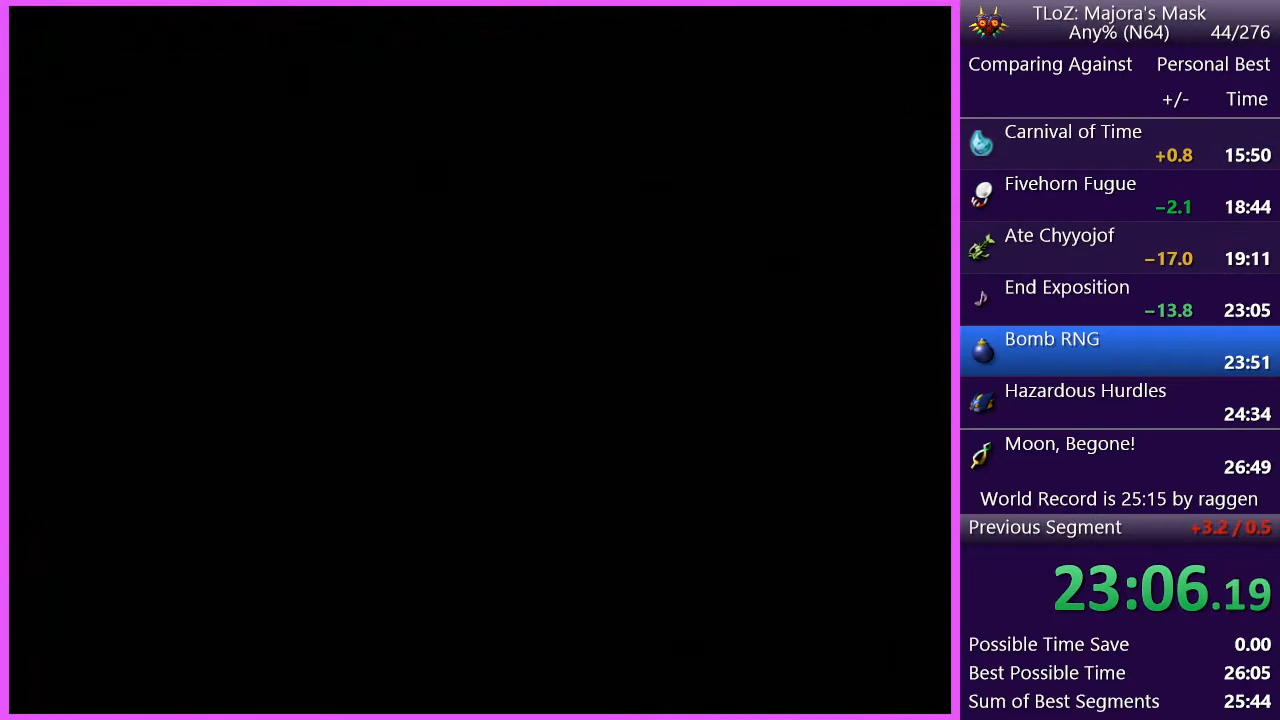 TLoZ: Majora's Mask
Any% (N64) 44/276
Comparing Against Personal Best
+/- Time
Carnival of Time
+0.8 15:50
Fivehorn Fugue
−2.1 18:44
Ate Chyyojof
−17.0 19:11
End Exposition
−13.8 23:05
Bomb RNG
23:51
Hazardous Hurdles
24:34
Moon, Begone!
26:49
World Record is 25:15 by raggen
Previous Segment +3.2 / 0.5
23:06.19
Possible Time Save 0.00
Best Possible Time 26:05
Sum of Best Segments 25:44